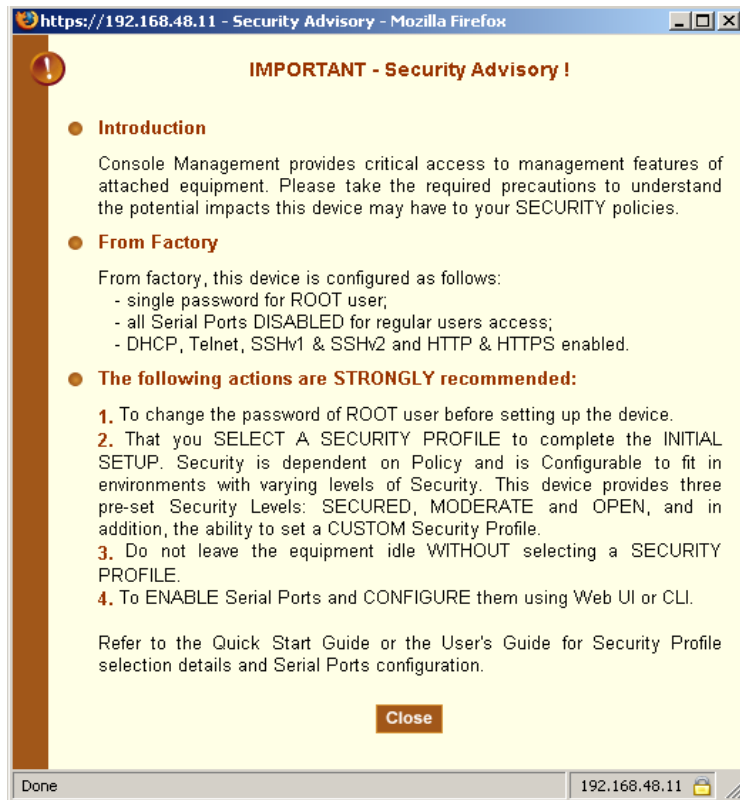 https://192.168.48.11 - Security Advisory - Mozilla Firefox
IMPORTANT - Security Advisory !
Introduction
Console Management provides critical access to management features of
attached equipment. Please take the required precautions to understand
the potential impacts this device may have to your SECURITY policies.
From Factory
From factory, this device is configured as follows:
- single password for ROOT user;
- all Serial Ports DISABLED for regular users access;
- DHCP, Telnet, SSHv1 & SSHv2 and HTTP & HTTPS enabled.
The following actions are STRONGLY recommended:
1. To change the password of ROOT user before setting up the device.
2. That you SELECT A SECURITY PROFILE to complete the INITIAL
SETUP. Security is dependent on Policy and is Configurable to fit in
environments with varying levels of Security. This device provides three
pre-set Security Levels: SECURED, MODERATE and OPEN, and in
addition, the ability to set a CUSTOM Security Profile.
3. Do not leave the equipment idle WITHOUT selecting a SECURITY
PROFILE.
4. To ENABLE Serial Ports and CONFIGURE them using Web UI or CLI.
Refer to the Quick Start Guide or the User's Guide for Security Profile
selection details and Serial Ports configuration.
Close
Done
192.168.48.11